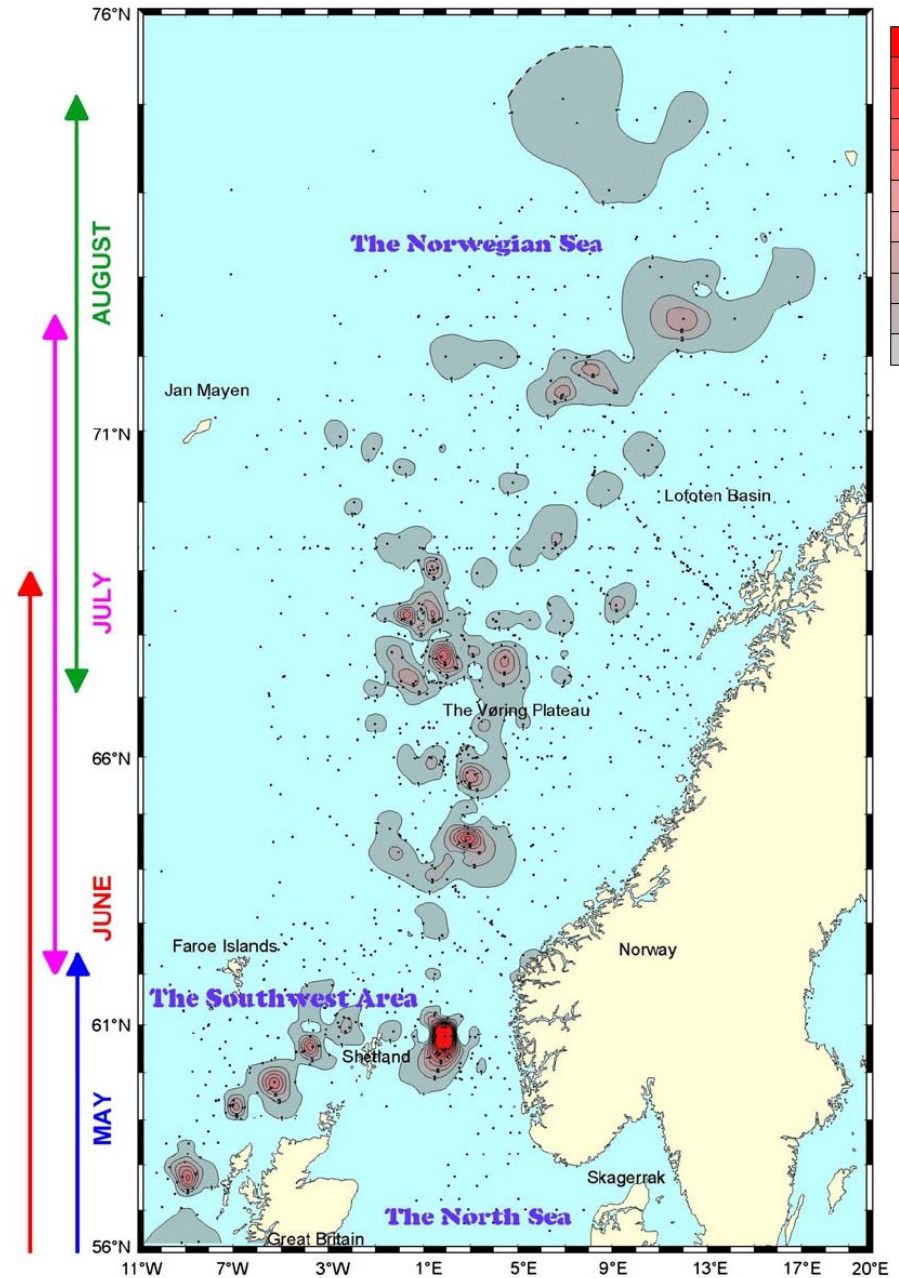 76°N
The Norwegian Sea
AUGUST
Jan Mayen
71°N
Lofoten Basin
JULY
The Vøring Plateau
66°N
JUNE
Faroe Islands
Norway
The Southwest Area
61°N
Shetland
MAY
Skagerrak
The North Sea
Great Britain
56°N
11°W 7°W 3°W 1°E 5°E 9°E 13°E 17°E 20°E